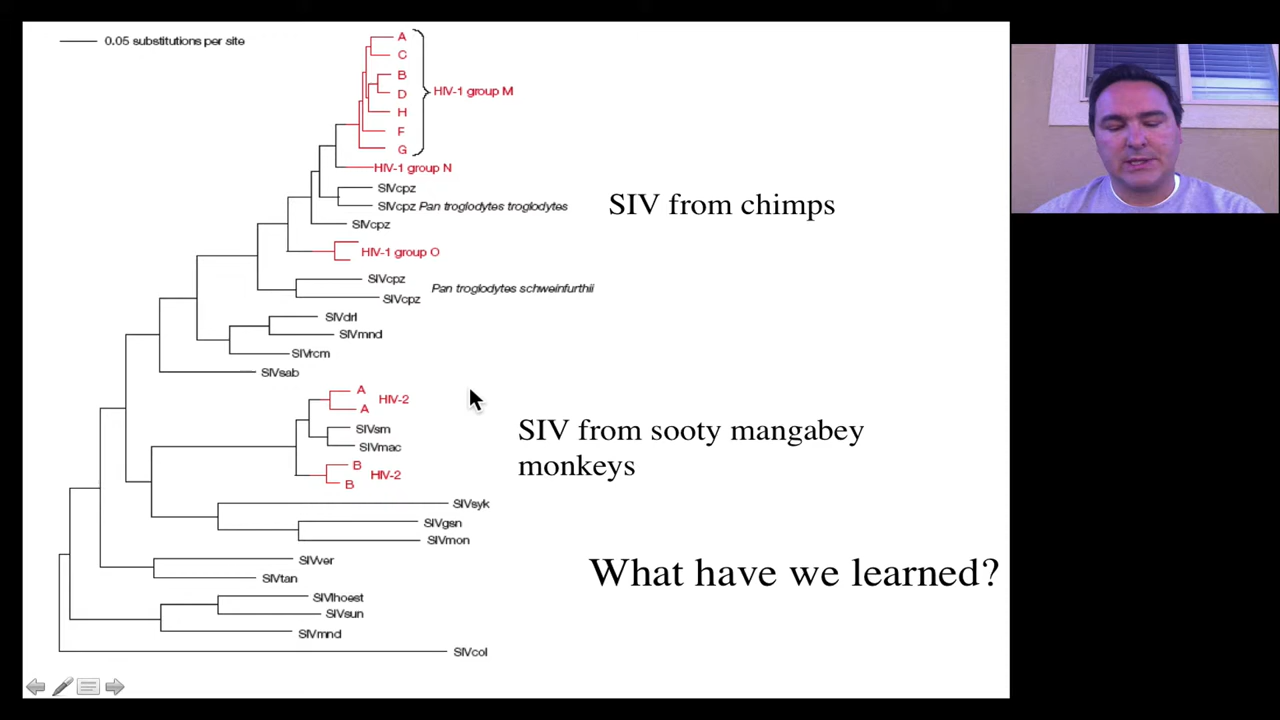 0.05 substitutions per site
A
C
B
D
H
F
G
HIV-1 group M
HIV-1 group N
SIVcpz
SIVcpz Pan troglodytes troglodytes
SIV from chimps
SIVcpz
HIV-1 group O
SIVcpz
Pan troglodytes schweinfurthii
SIVcpz
SIVdrl
SIVmnd
SIVrcm
SIVsab
A
HIV-2
A
SIVsm
SIVmac
SIV from sooty mangabey
monkeys
B
HIV-2
B
SIVsyk
SIVgsn
SIVmon
SIVver
What have we learned?
SIVtan
SIVlhoest
SIVsun
SIVmnd
SIVcol